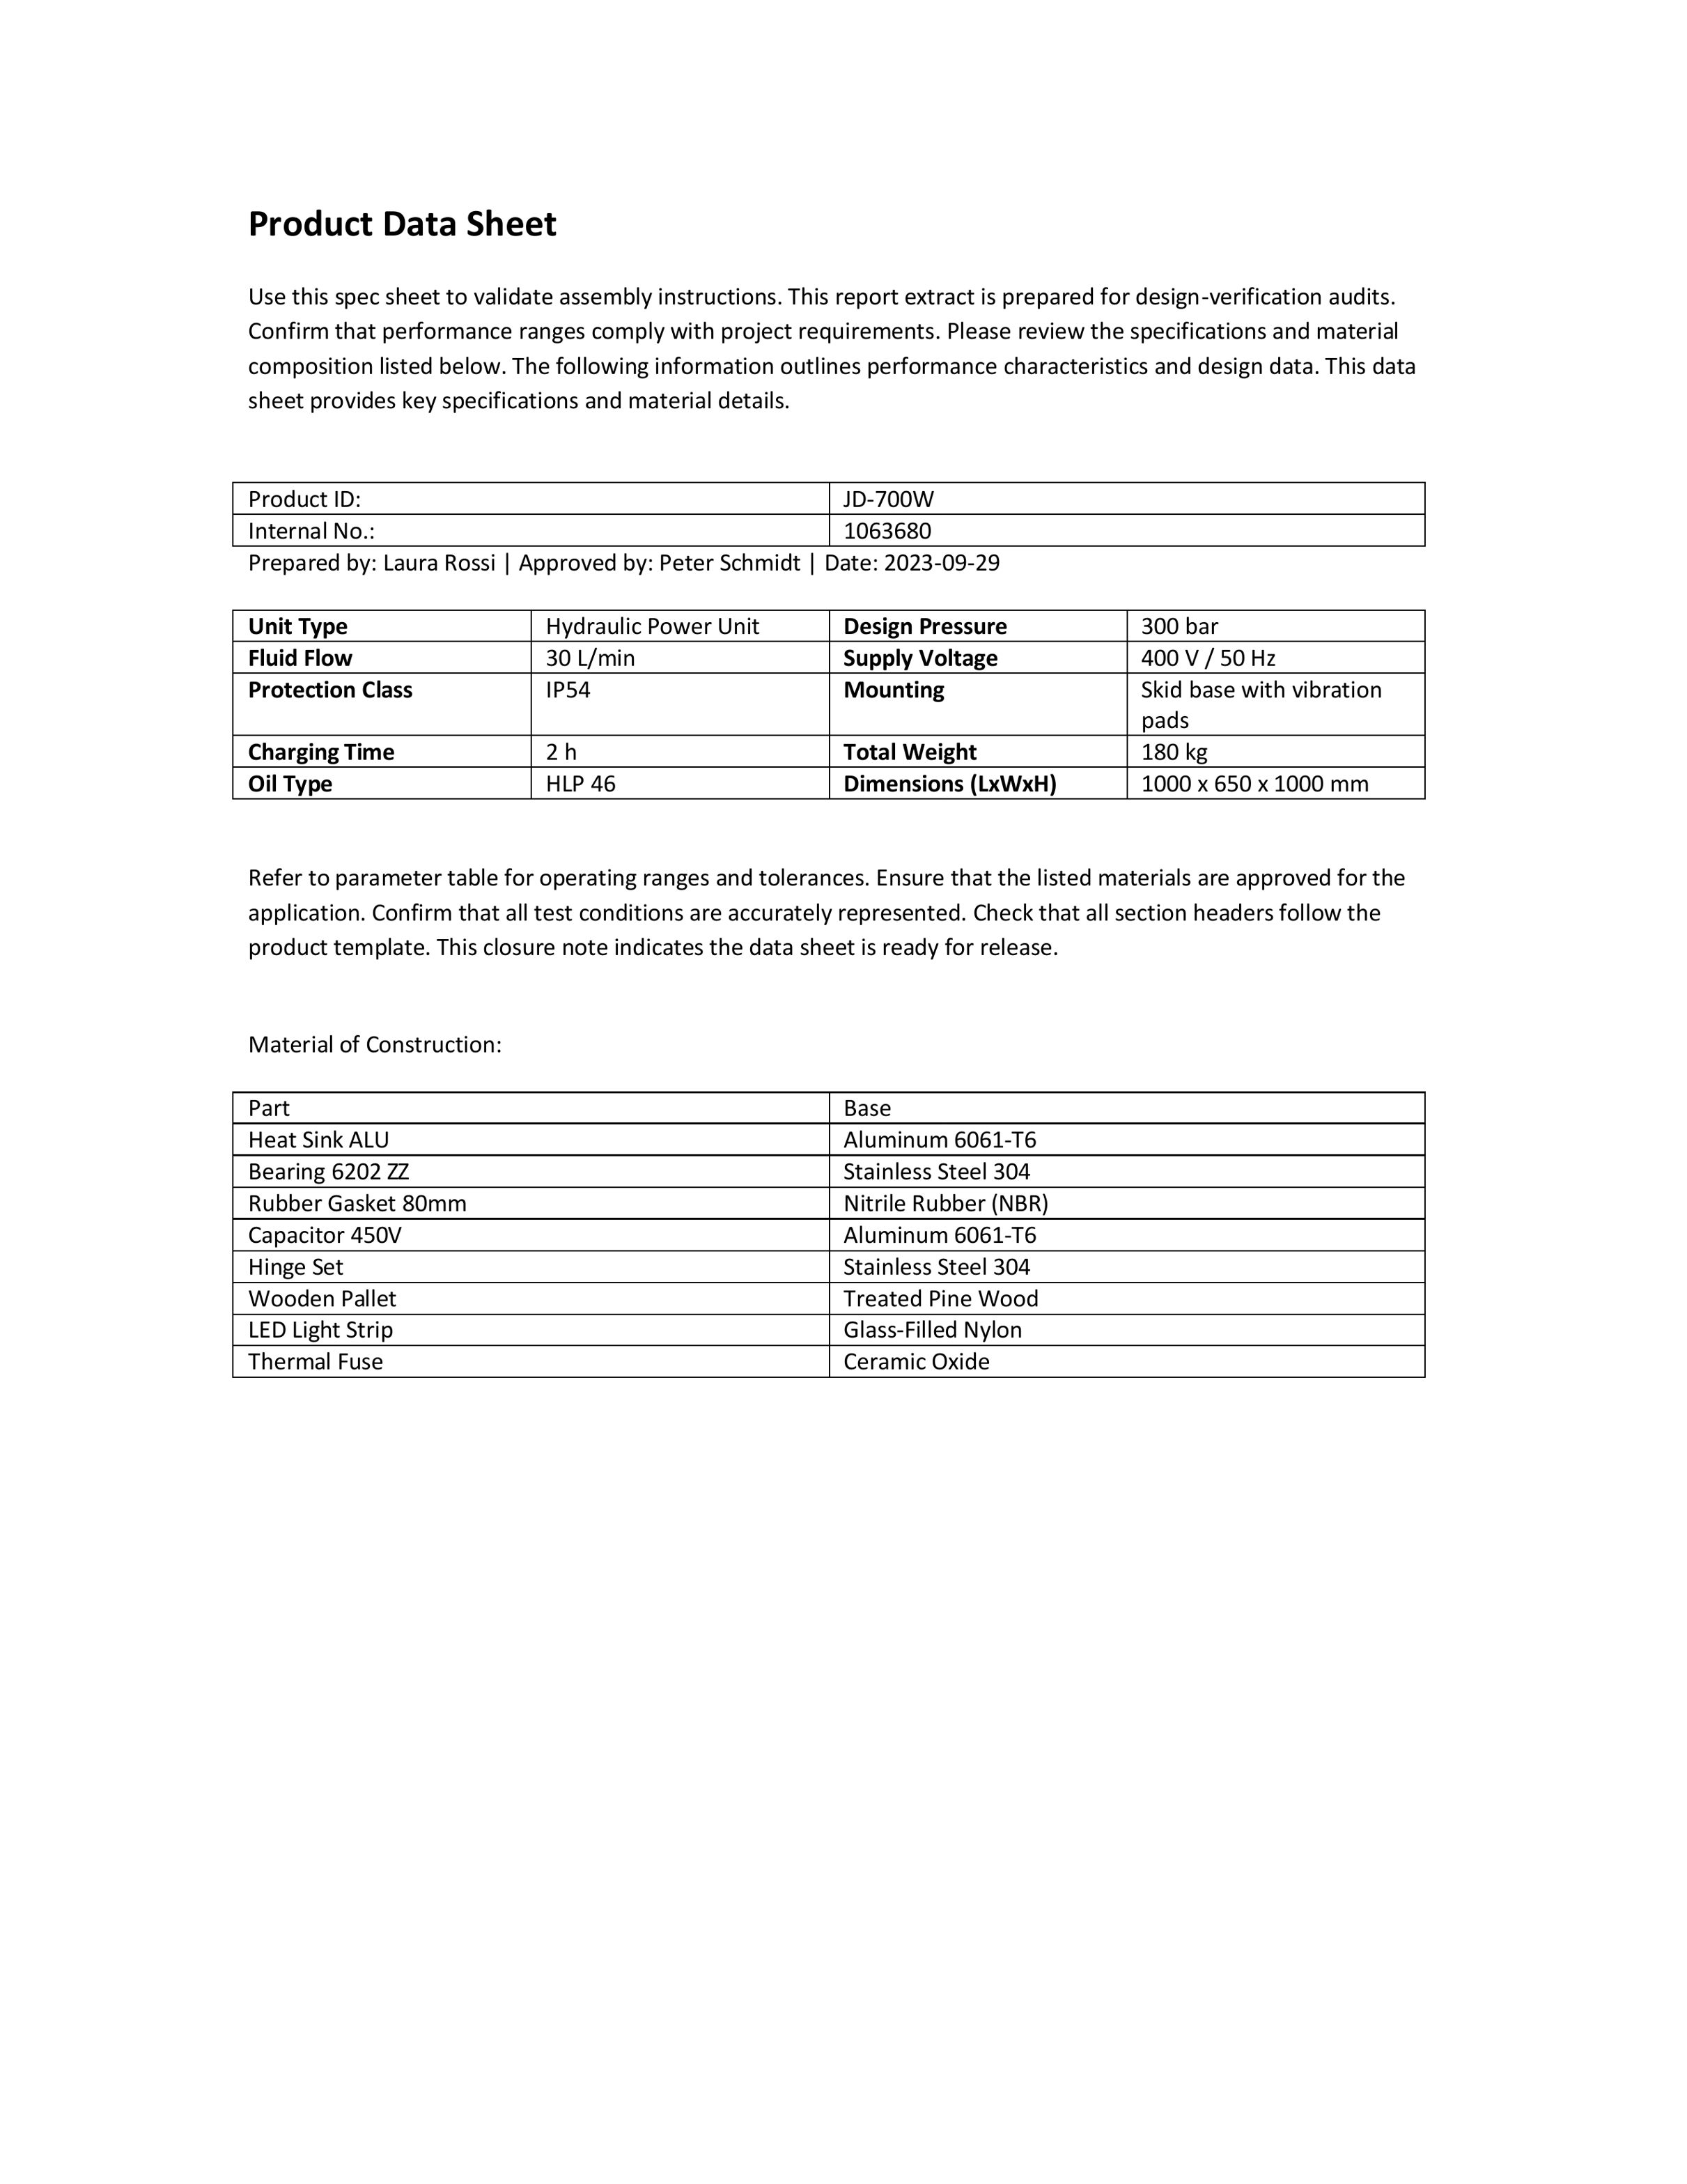 Product Data Sheet
Use this spec sheet to validate assembly instructions. This report extract is prepared for design-verification audits.
Confirm that performance ranges comply with project requirements. Please review the specifications and material
composition listed below. The following information outlines performance characteristics and design data. This data
sheet provides key specifications and material details.
Product ID: JD-700W
Internal No.: 1063680
Prepared by: Laura Rossi | Approved by: Peter Schmidt | Date: 2023-09-29
Unit Type Hydraulic Power Unit Design Pressure 300 bar
Fluid Flow 30 L/min Supply Voltage 400 V / 50 Hz
Protection Class IP54 Mounting Skid base with vibration
pads
Charging Time 2 h Total Weight 180 kg
Oil Type HLP 46 Dimensions (LxWxH) 1000 x 650 x 1000 mm
Refer to parameter table for operating ranges and tolerances. Ensure that the listed materials are approved for the
application. Confirm that all test conditions are accurately represented. Check that all section headers follow the
product template. This closure note indicates the data sheet is ready for release.
Material of Construction:
Part Base
Heat Sink ALU Aluminum 6061-T6
Bearing 6202 ZZ Stainless Steel 304
Rubber Gasket 80mm Nitrile Rubber (NBR)
Capacitor 450V Aluminum 6061-T6
Hinge Set Stainless Steel 304
Wooden Pallet Treated Pine Wood
LED Light Strip Glass-Filled Nylon
Thermal Fuse Ceramic Oxide